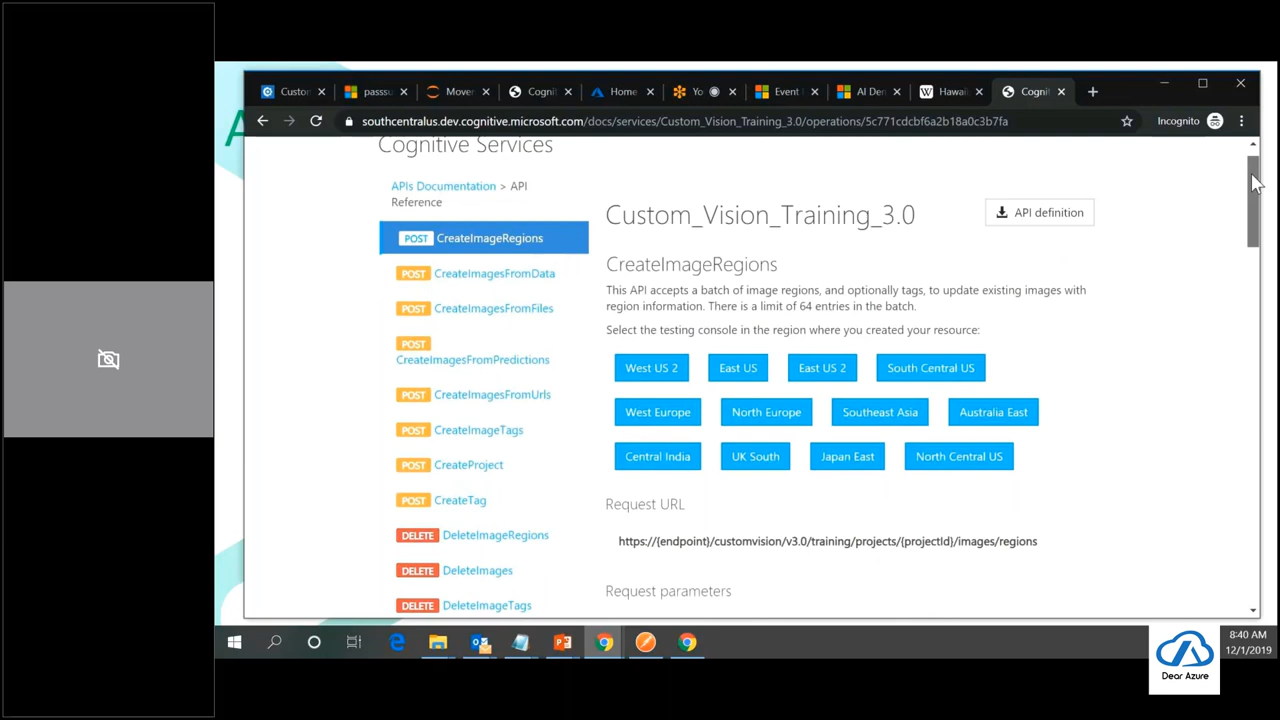 A
Custon
passsu
Mover
Cogniti
Home
Yo
Event
AI Den
Hawaii
Cogniti
southcentralus.dev.cognitive.microsoft.com/docs/services/Custom_Vision_Training_3.0/operations/5c771cdcbf6a2b18a0c3b7fa
Incognito
Cognitive Services
APIs Documentation > API
Reference
POST CreateImageRegions
POST CreateImagesFromData
POST CreateImagesFromFiles
POST
CreateImagesFromPredictions
POST CreateImagesFromUrls
POST CreateImageTags
POST CreateProject
POST CreateTag
DELETE DeleteImageRegions
DELETE DeleteImages
DELETE DeleteImageTags
Custom_Vision_Training_3.0
API definition
CreateImageRegions
This API accepts a batch of image regions, and optionally tags, to update existing images with
region information. There is a limit of 64 entries in the batch.
Select the testing console in the region where you created your resource:
West US 2 East US East US 2 South Central US
West Europe North Europe Southeast Asia Australia East
Central India UK South Japan East North Central US
Request URL
https://{endpoint}/customvision/v3.0/training/projects/{projectId}/images/regions
Request parameters
8:40 AM
12/1/2019
Dear Azure